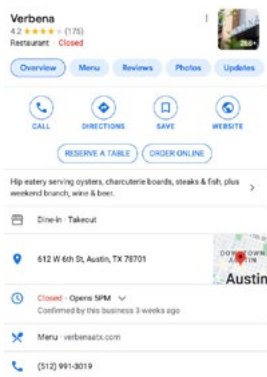 Verbena
4.2 ★★★★☆ (175)
Restaurant · Closed
268+
Overview
Menu
Reviews
Photos
Updates
CALL
DIRECTIONS
SAVE
WEBSITE
RESERVE A TABLE
ORDER ONLINE
Hip eatery serving oysters, charcuterie boards, steaks & fish, plus
weekend brunch, wine & beer.
Dine-in · Takeout
612 W 6th St, Austin, TX 78701
DOWNTOWN
AUSTIN
Austin
Closed · Opens 5PM
Confirmed by this business 3 weeks ago
Menu · verbenaatx.com
(512) 991-3019